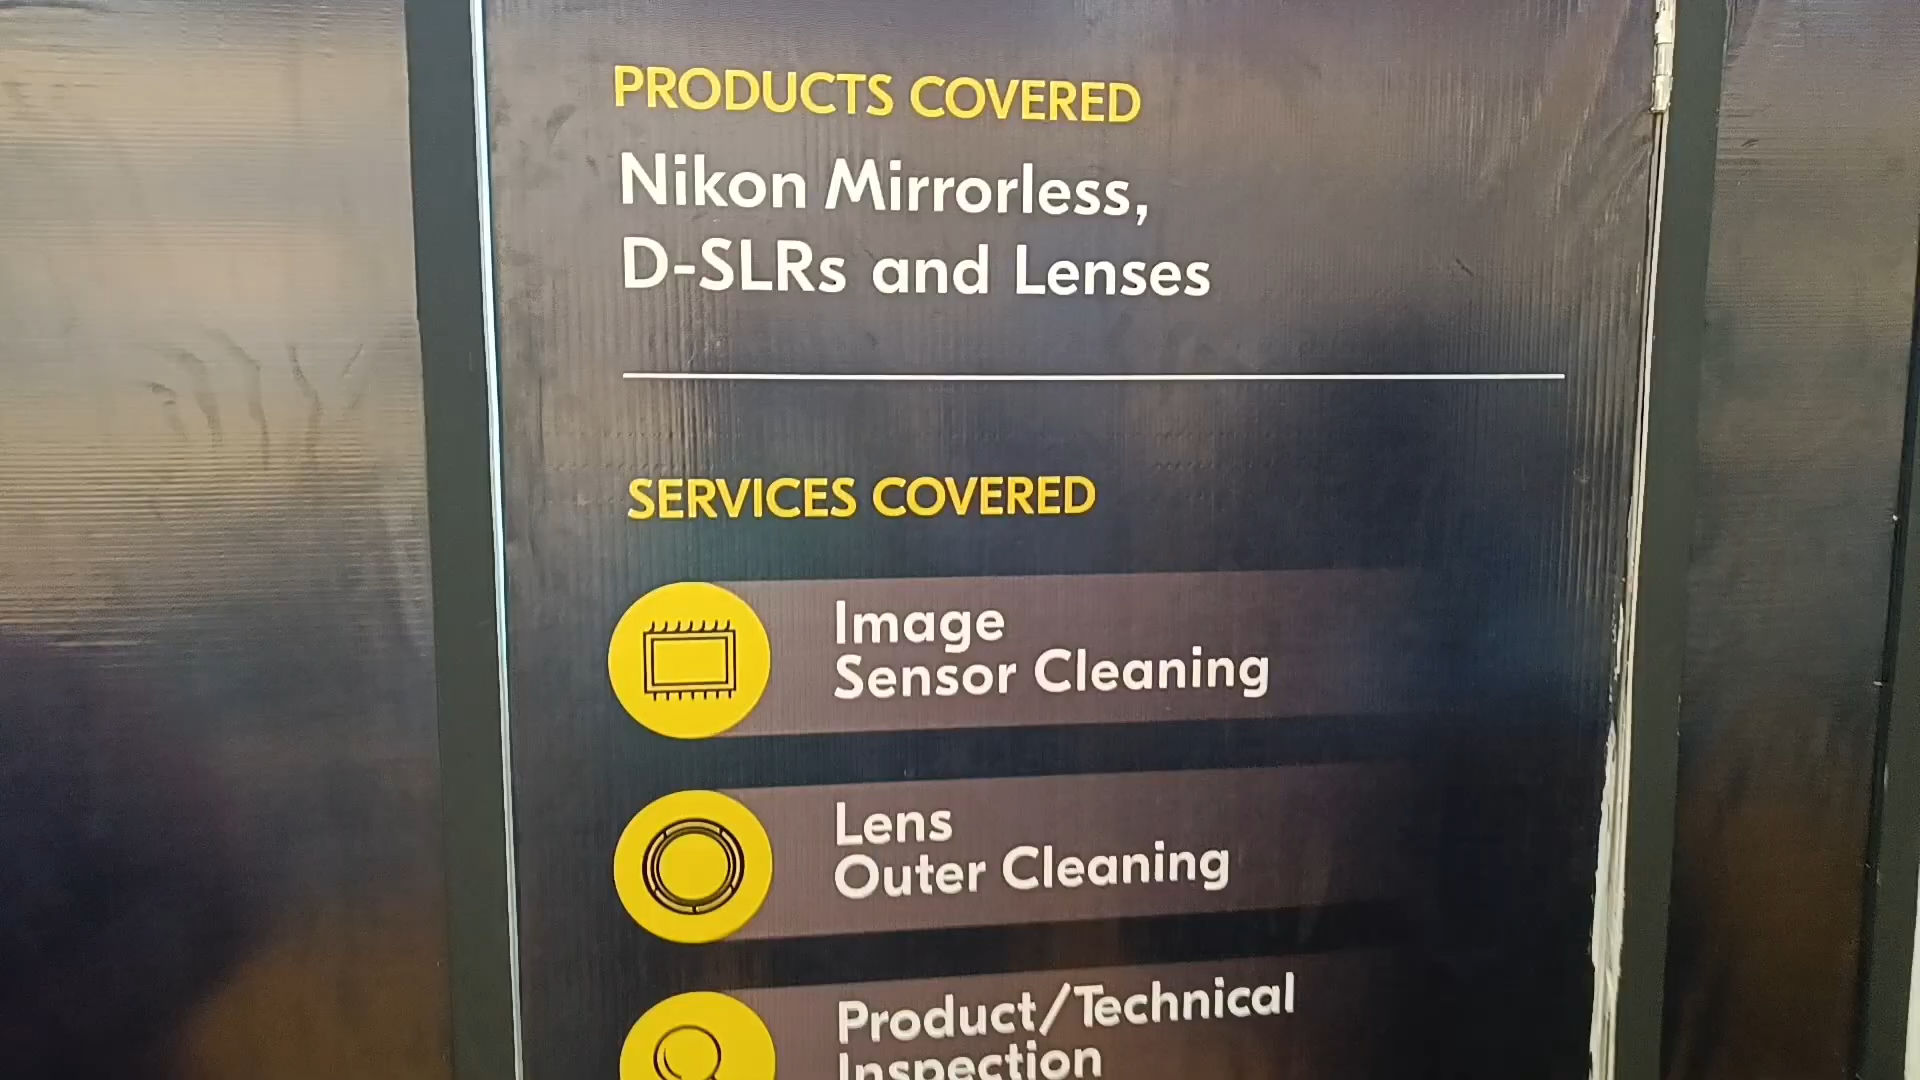 PRODUCTS COVERED
Nikon Mirrorless,
D-SLRs and Lenses
SERVICES COVERED
Image
Sensor Cleaning
Lens
Outer Cleaning
Product/Technical
Inspection